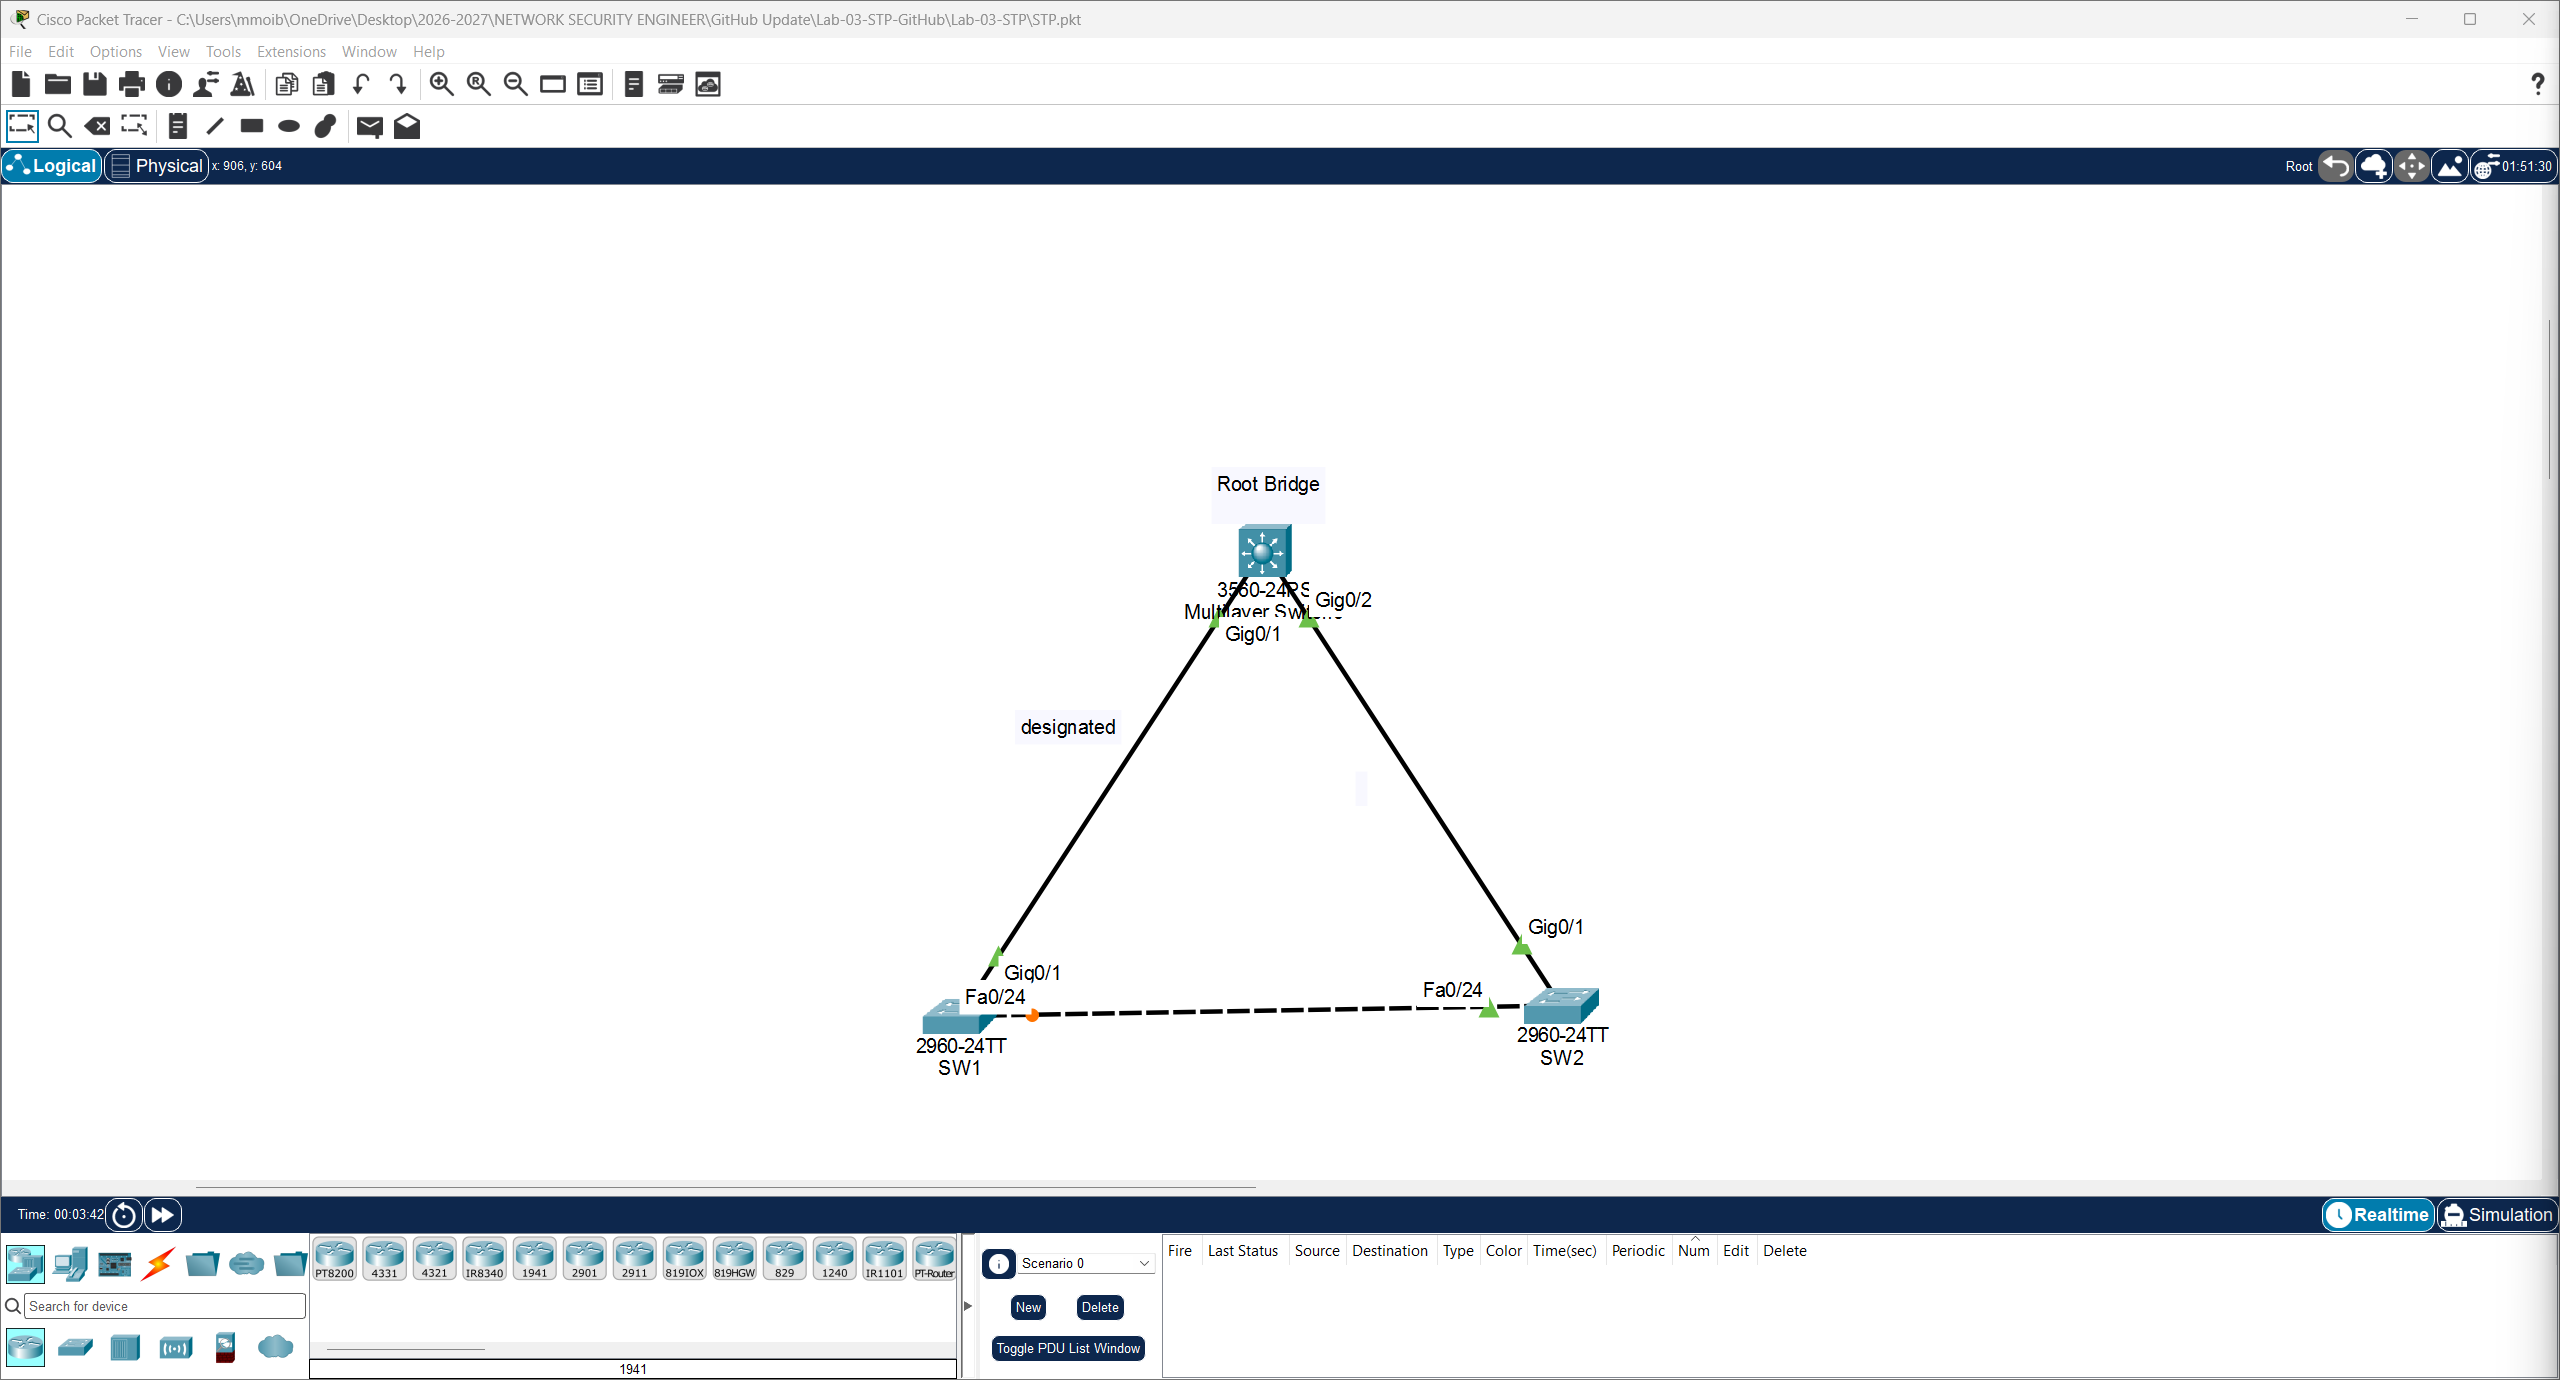 Cisco Packet Tracer - C:\Users\mmoib\OneDrive\Desktop\2026-2027\NETWORK SECURITY ENGINEER\GitHub Update\Lab-03-STP-GitHub\Lab-03-STP\STP.pkt
File Edit Options View Tools Extensions Window Help
Logical Physical x: 906, y: 604 Root 01:51:30
Root Bridge
3560-24PS
Gig0/2
Multilayer
Gig0/1
designated
Gig0/1
Gig0/1
Fa0/24
Fa0/24
2960-24TT
SW1
2960-24TT
SW2
Time: 00:03:42 Realtime Simulation
PT8200 4331 4321 IR8340 1941 2901 2911 819IOX 819HGW 829 1240 IR1101 PT-Router
Search for device
1941
Scenario 0
New Delete
Toggle PDU List Window
Fire Last Status Source Destination Type Color Time(sec) Periodic Num Edit Delete